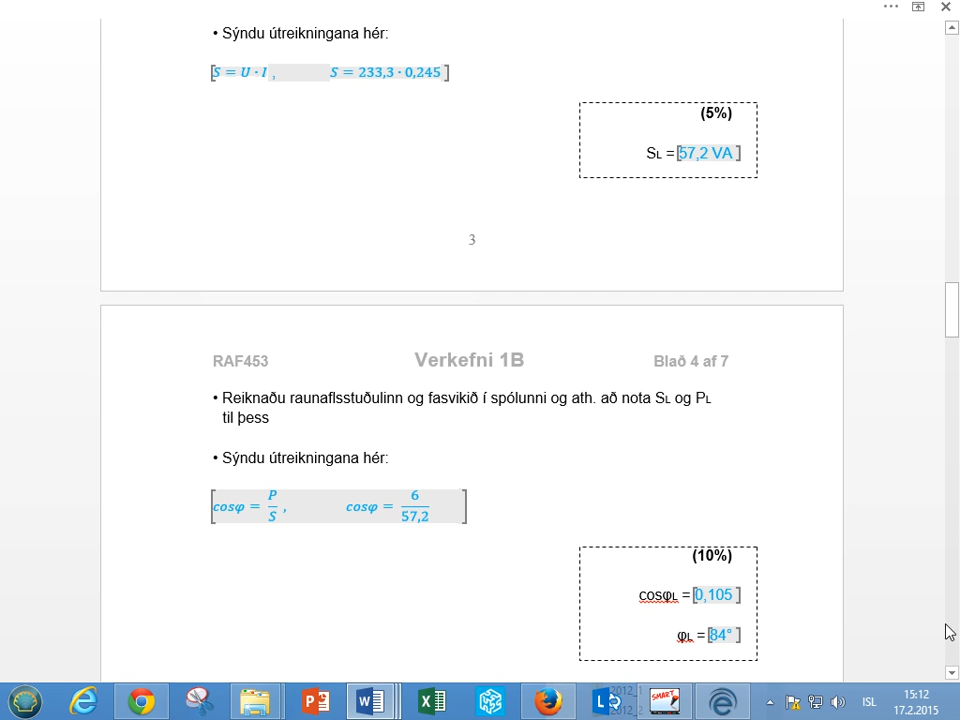 • Sýndu útreikningana hér:
[S = U · I ,    S = 233,3 · 0,245 ]
(5%)
SL =[57,2 VA ]
3
RAF453    Verkefni 1B    Blað 4 af 7
• Reiknaðu raunaflsstuðulinn og fasvikið í spólunni og ath. að nota SL og PL
til þess
• Sýndu útreikningana hér:
[cosφ = P/S ,    cosφ = 6/57,2 ]
(10%)
cosφL =[0,105 ]
φL =[84° ]
ISL
15:12
17.2.2015